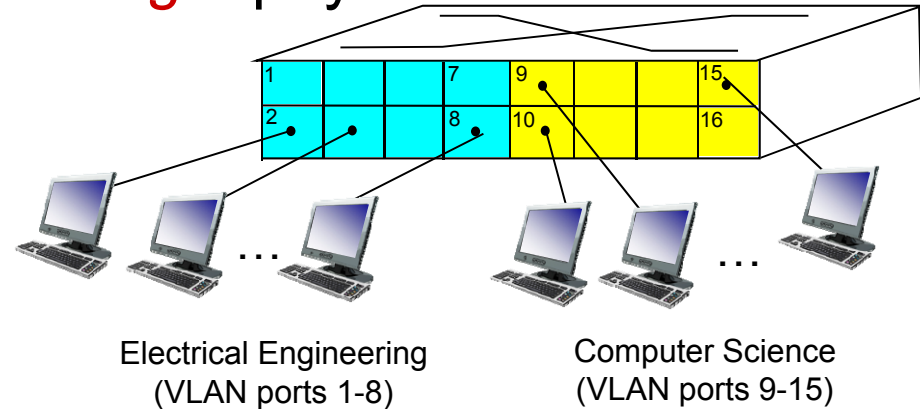 1 7 9 15
2 8 10 16
... ...
Electrical Engineering
(VLAN ports 1-8)
Computer Science
(VLAN ports 9-15)